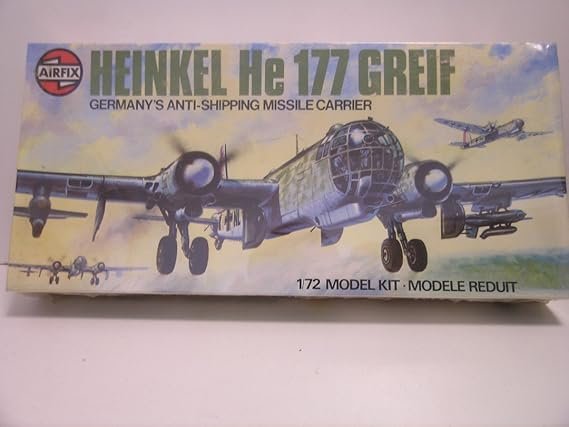 AIRFIX
HEINKEL He 177 GREIF
GERMANY'S ANTI-SHIPPING MISSILE CARRIER
1/72 MODEL KIT · MODELE REDUIT